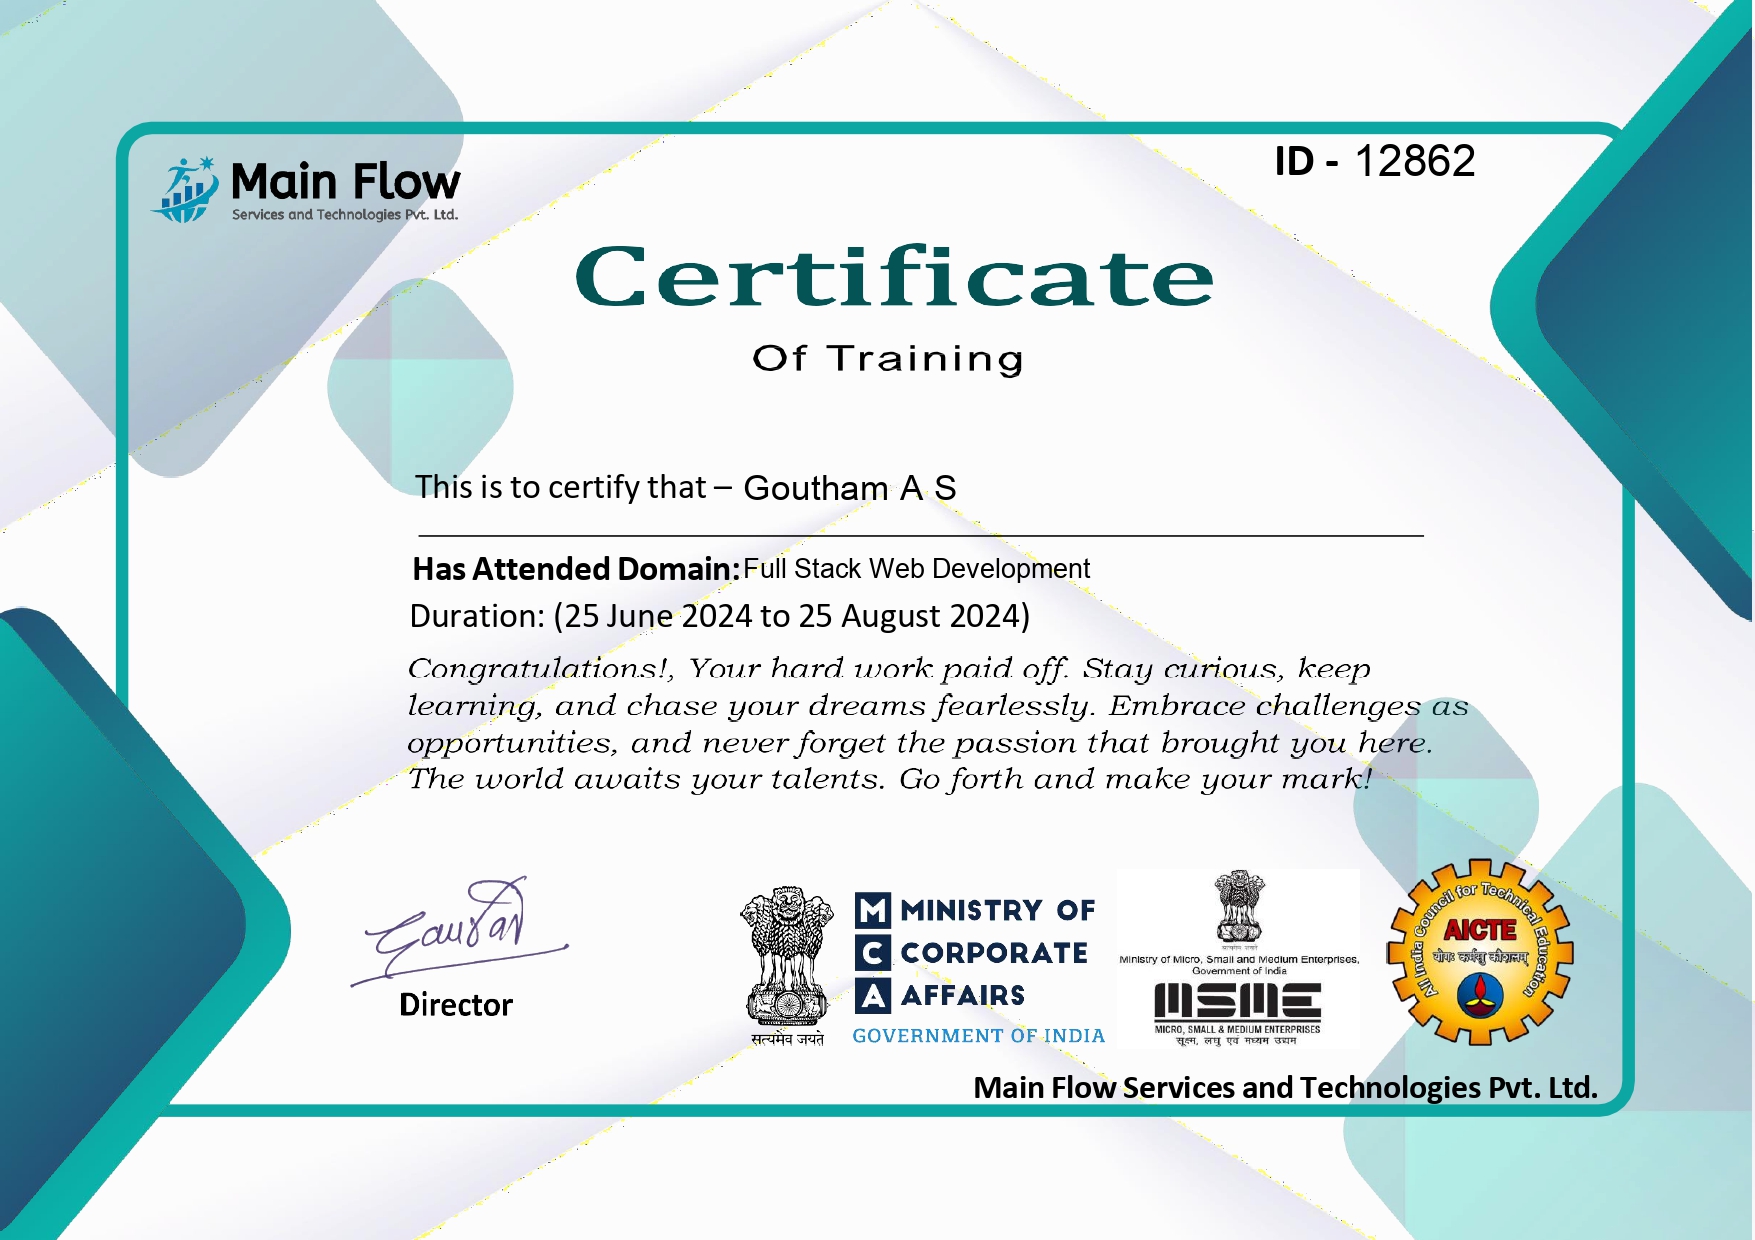 Main Flow
Services and Technologies Pvt. Ltd.
ID - 12862
Certificate
Of Training
This is to certify that – Goutham A S
Has Attended Domain: Full Stack Web Development
Duration: (25 June 2024 to 25 August 2024)
Congratulations!, Your hard work paid off. Stay curious, keep
learning, and chase your dreams fearlessly. Embrace challenges as
opportunities, and never forget the passion that brought you here.
The world awaits your talents. Go forth and make your mark!
Director
सत्यमेव जयते
M MINISTRY OF
C CORPORATE
A AFFAIRS
GOVERNMENT OF INDIA
सत्यमेव जयते
Ministry of Micro, Small and Medium Enterprises,
Government of India
MSME
MICRO, SMALL & MEDIUM ENTERPRISES
सूक्ष्म, लघु एवं मध्यम उद्यम
All India Council for Technical Education
AICTE
योगः कर्मसु कौशलम्
Main Flow Services and Technologies Pvt. Ltd.